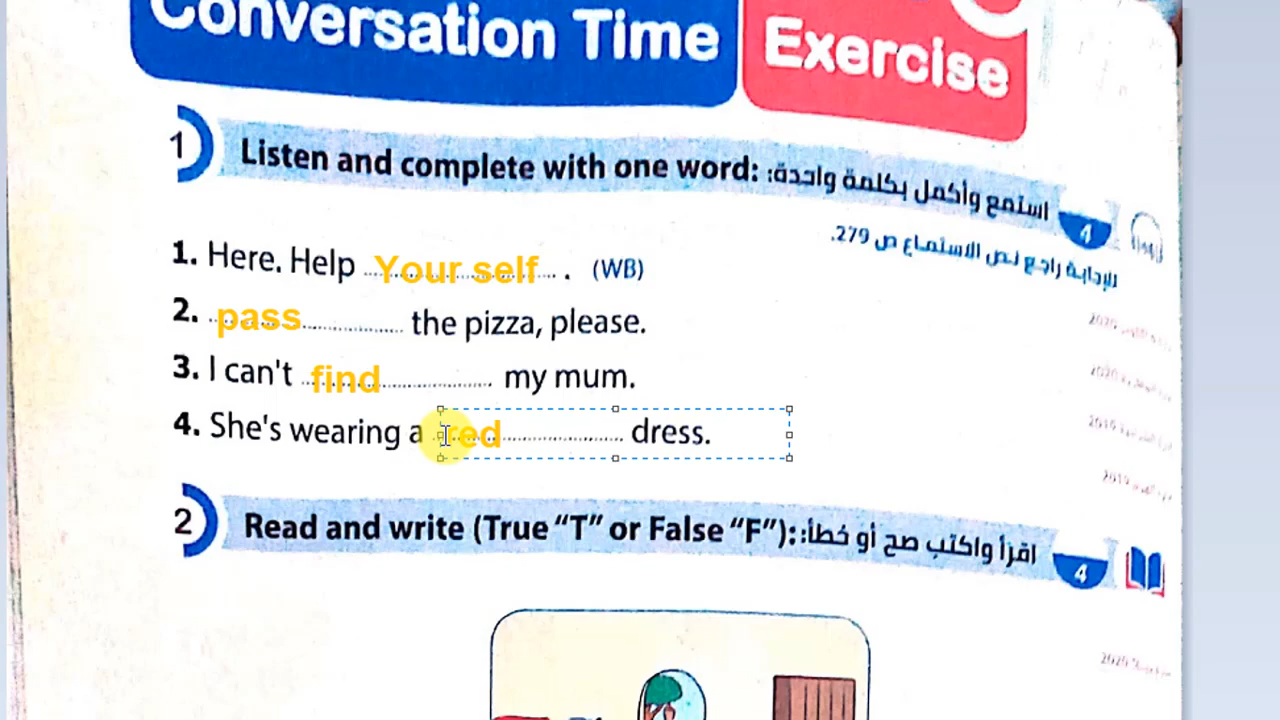 Conversation Time
Exercise
1 Listen and complete with one word: استمع وأكمل بكلمة واحدة: 4
للإجابة راجع نص الاستماع ص 279.
1. Here. Help Your self . (WB)
2. pass the pizza, please.
3. I can't find my mum.
4. She's wearing a red dress.
2 Read and write (True “T” or False “F”): اقرأ واكتب صح أو خطأ: 4